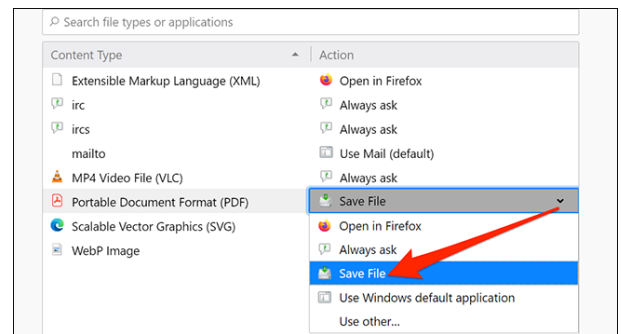 Search file types or applications
Content Type Action
Extensible Markup Language (XML) Open in Firefox
irc Always ask
ircs Always ask
mailto Use Mail (default)
MP4 Video File (VLC) Always ask
Portable Document Format (PDF) Save File
Scalable Vector Graphics (SVG) Open in Firefox
WebP Image Always ask
Save File
Use Windows default application
Use other...